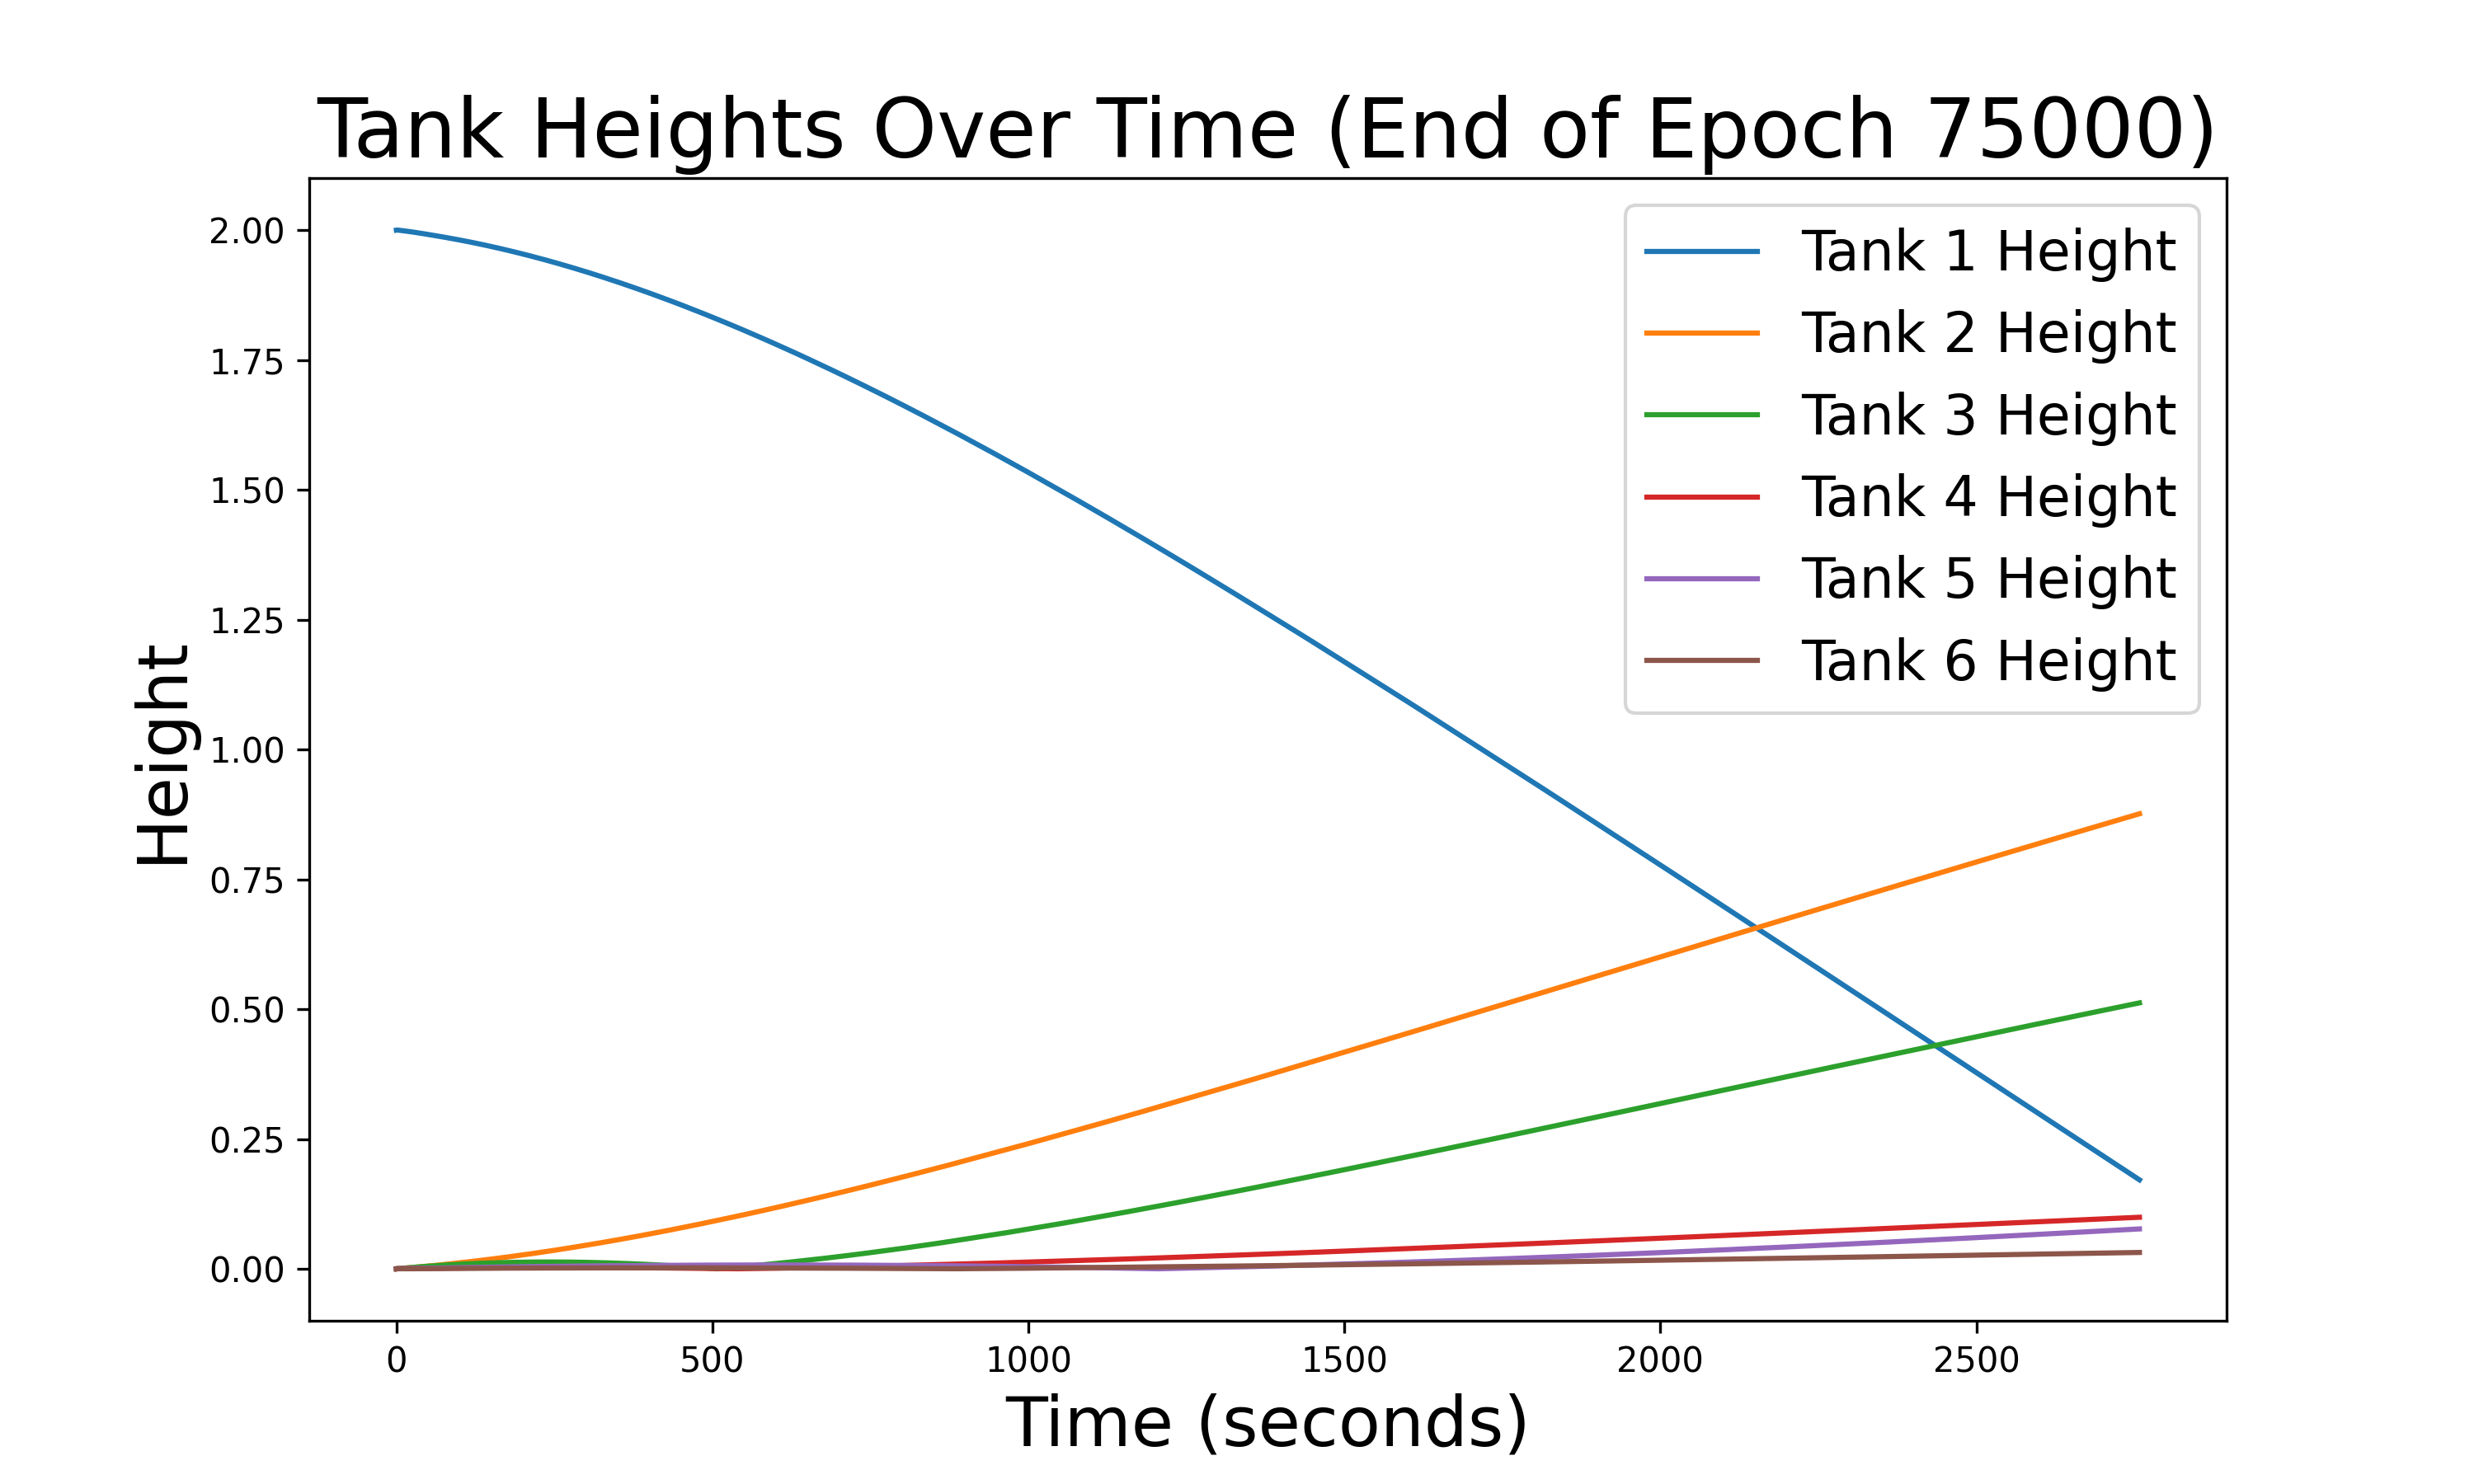 Tank Heights Over Time (End of Epoch 75000)
Tank 1 Height
Tank 2 Height
Tank 3 Height
Tank 4 Height
Tank 5 Height
Tank 6 Height
Height
2.00
1.75
1.50
1.25
1.00
0.75
0.50
0.25
0.00
0 500 1000 1500 2000 2500
Time (seconds)